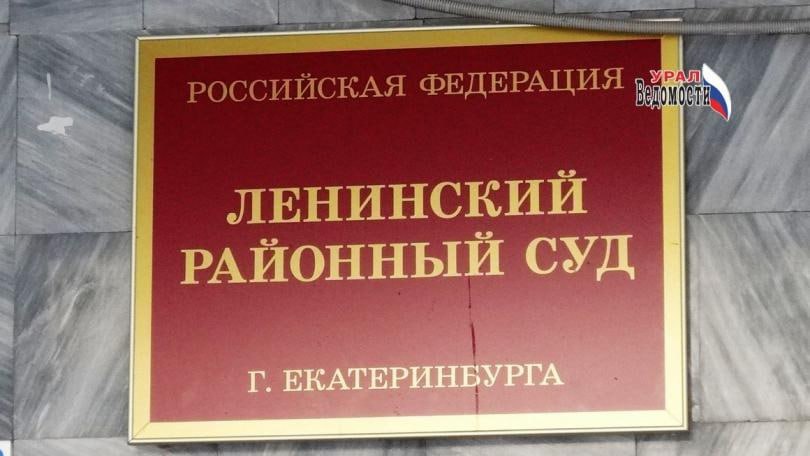 РОССИЙСКАЯ ФЕДЕРАЦИЯ
УРАЛ
Ведомости
ЛЕНИНСКИЙ
РАЙОННЫЙ СУД
Г. ЕКАТЕРИНБУРГА